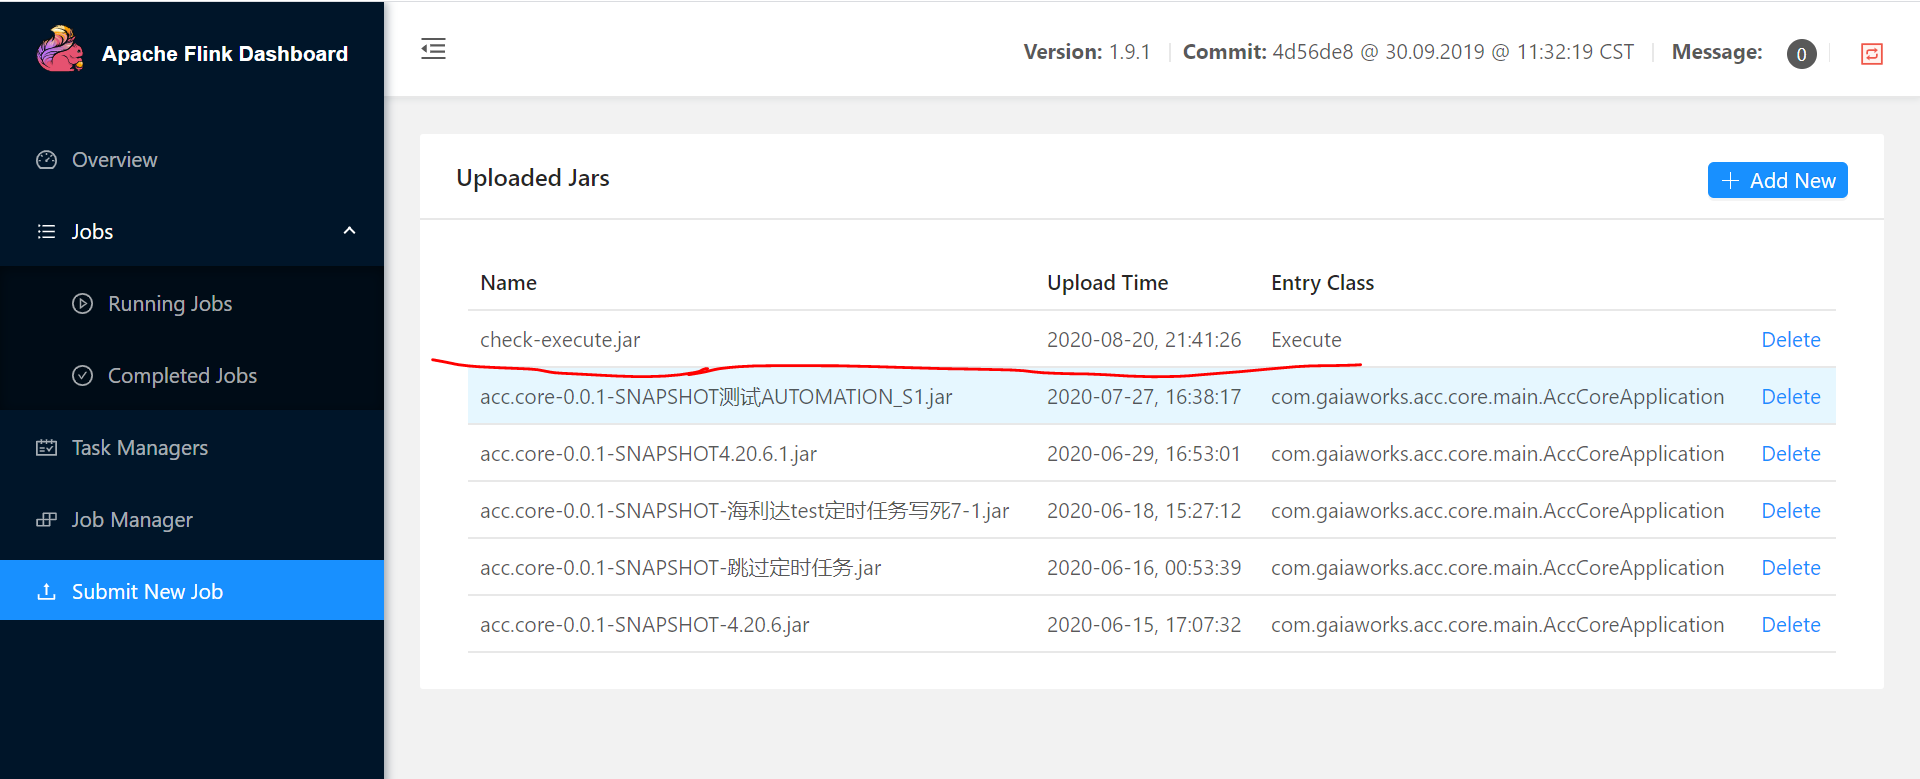 Apache Flink Dashboard
Version: 1.9.1 Commit: 4d56de8 @ 30.09.2019 @ 11:32:19 CST Message: 0
Overview
Jobs
Running Jobs
Completed Jobs
Task Managers
Job Manager
Submit New Job
Uploaded Jars
Add New
Name Upload Time Entry Class
check-execute.jar 2020-08-20, 21:41:26 Execute Delete
acc.core-0.0.1-SNAPSHOT测试AUTOMATION_S1.jar 2020-07-27, 16:38:17 com.gaiaworks.acc.core.main.AccCoreApplication Delete
acc.core-0.0.1-SNAPSHOT4.20.6.1.jar 2020-06-29, 16:53:01 com.gaiaworks.acc.core.main.AccCoreApplication Delete
acc.core-0.0.1-SNAPSHOT-海利达test定时任务写死7-1.jar 2020-06-18, 15:27:12 com.gaiaworks.acc.core.main.AccCoreApplication Delete
acc.core-0.0.1-SNAPSHOT-跳过定时任务.jar 2020-06-16, 00:53:39 com.gaiaworks.acc.core.main.AccCoreApplication Delete
acc.core-0.0.1-SNAPSHOT-4.20.6.jar 2020-06-15, 17:07:32 com.gaiaworks.acc.core.main.AccCoreApplication Delete